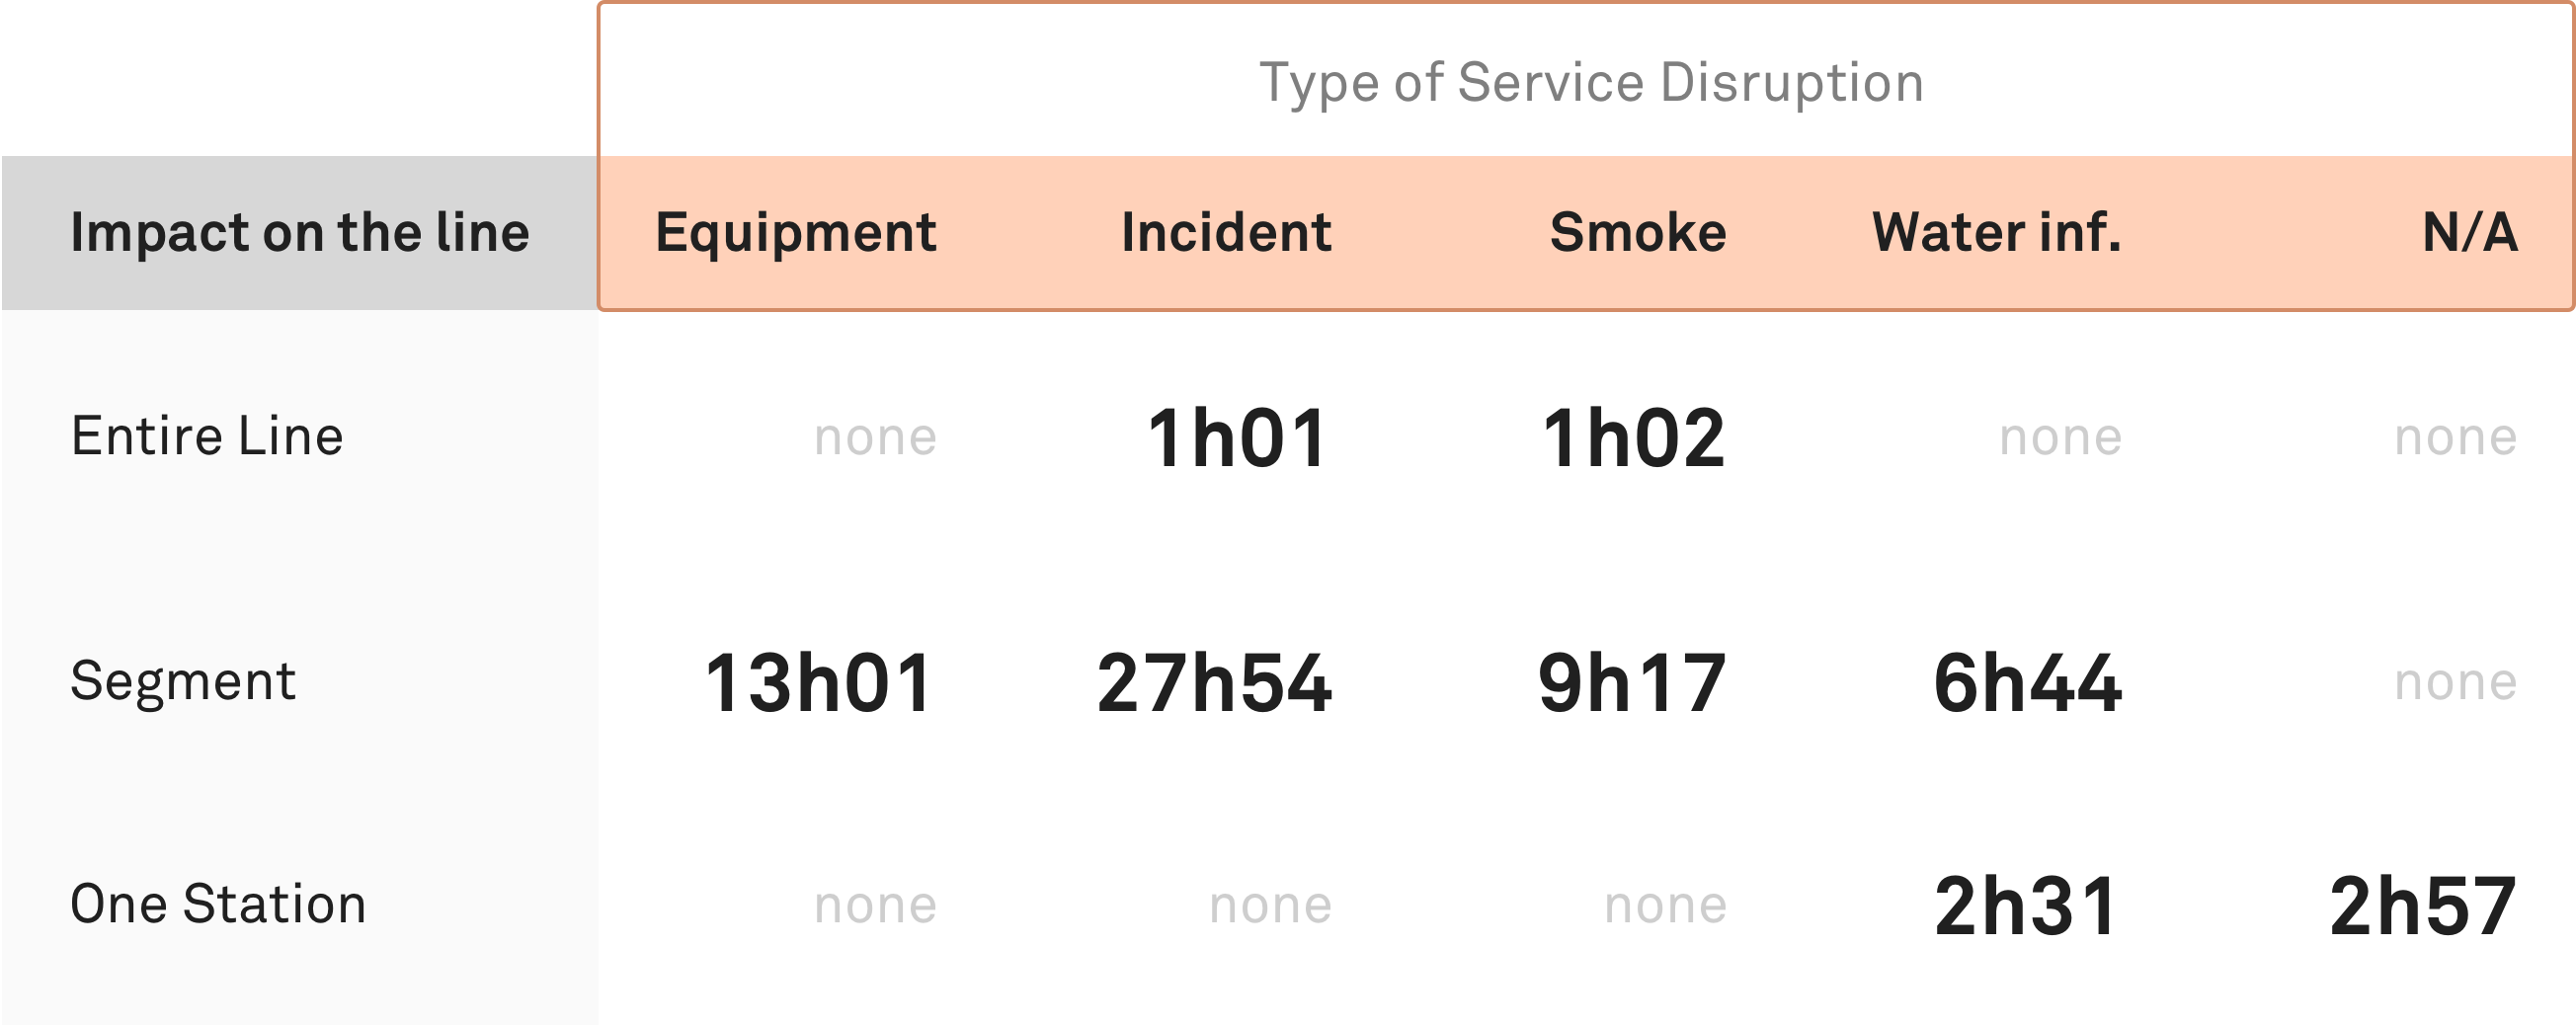 Type of Service Disruption
Impact on the line Equipment Incident Smoke Water inf. N/A
Entire Line none 1h01 1h02 none none
Segment 13h01 27h54 9h17 6h44 none
One Station none none none 2h31 2h57